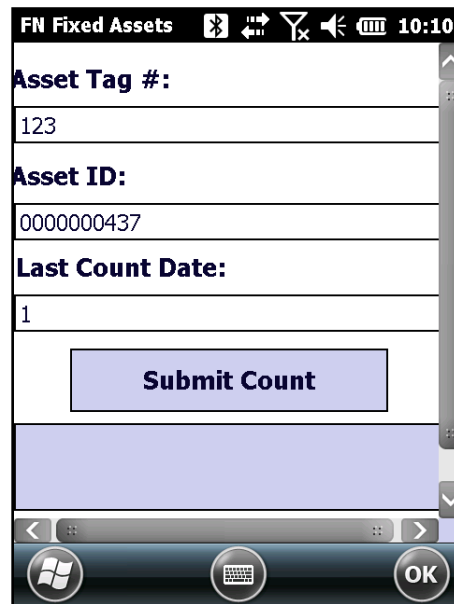 FN Fixed Assets 10:10
Asset Tag #:
123
Asset ID:
0000000437
Last Count Date:
1
Submit Count
OK